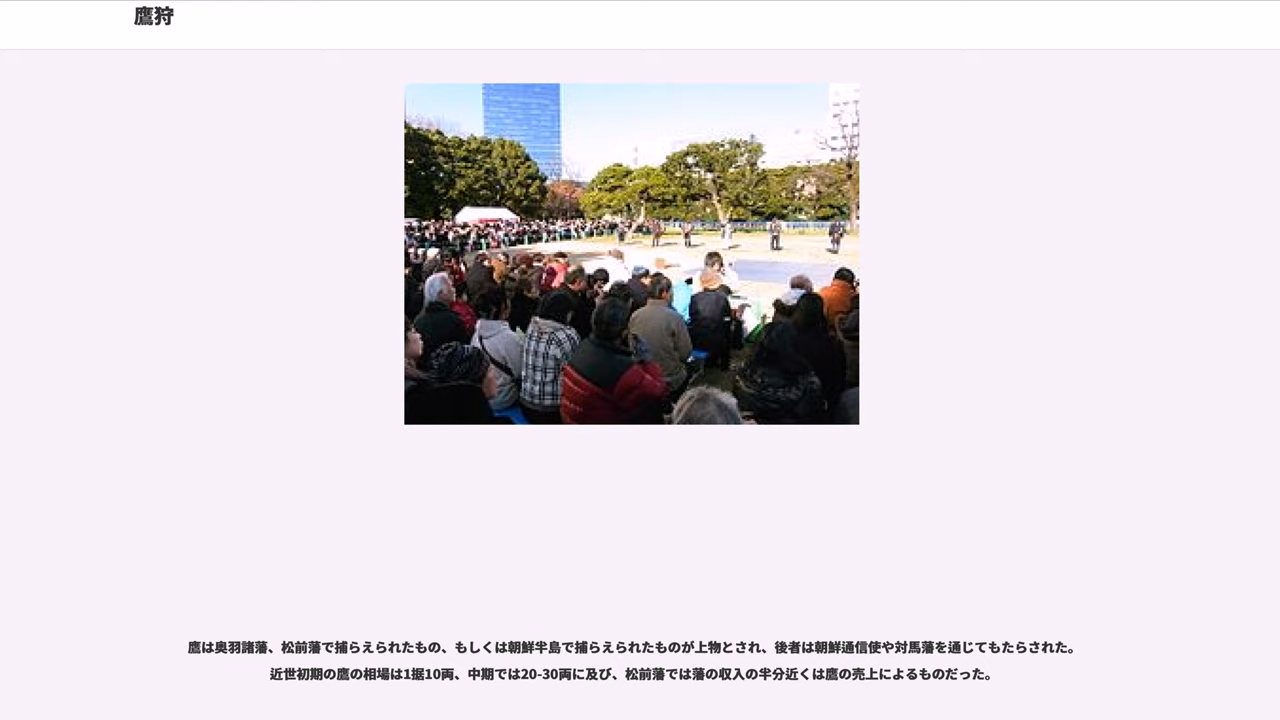 鷹狩
鷹は奥羽諸藩、松前藩で捕らえられたもの、もしくは朝鮮半島で捕らえられたものが上物とされ、後者は朝鮮通信使や対馬藩を通じてもたらされた。
近世初期の鷹の相場は1据10両、中期では20-30両に及び、松前藩では藩の収入の半分近くは鷹の売上によるものだった。